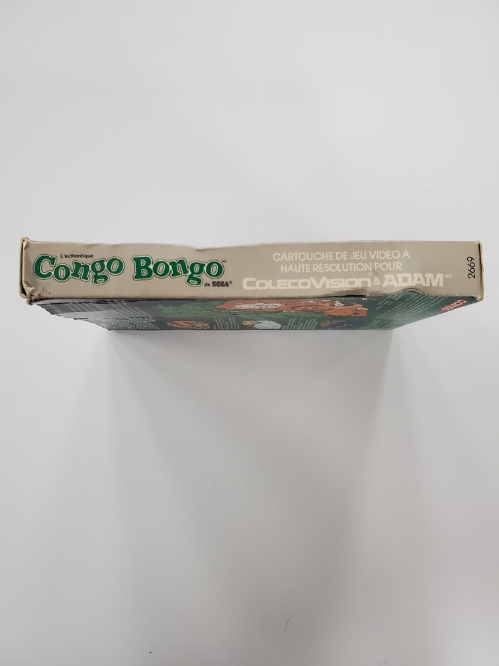 L'authentique
Congo Bongo
de SEGA
CARTOUCHE DE JEU VIDÉO À
HAUTE RÉSOLUTION POUR
COLECOVISION & ADAM
2669